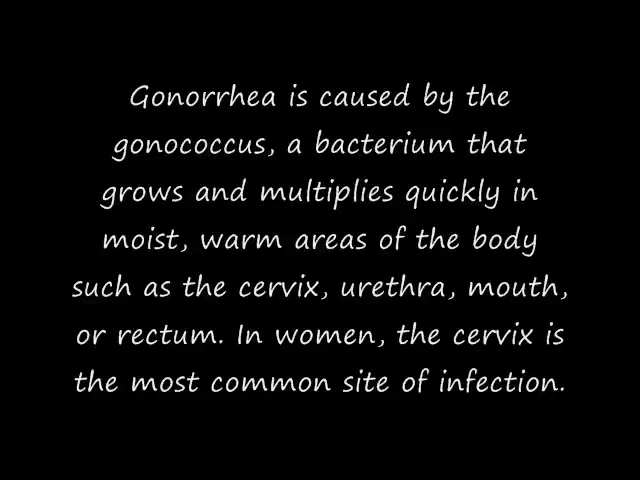 Gonorrhea is caused by the
gonococcus, a bacterium that
grows and multiplies quickly in
moist, warm areas of the body
such as the cervix, urethra, mouth,
or rectum. In women, the cervix is
the most common site of infection.